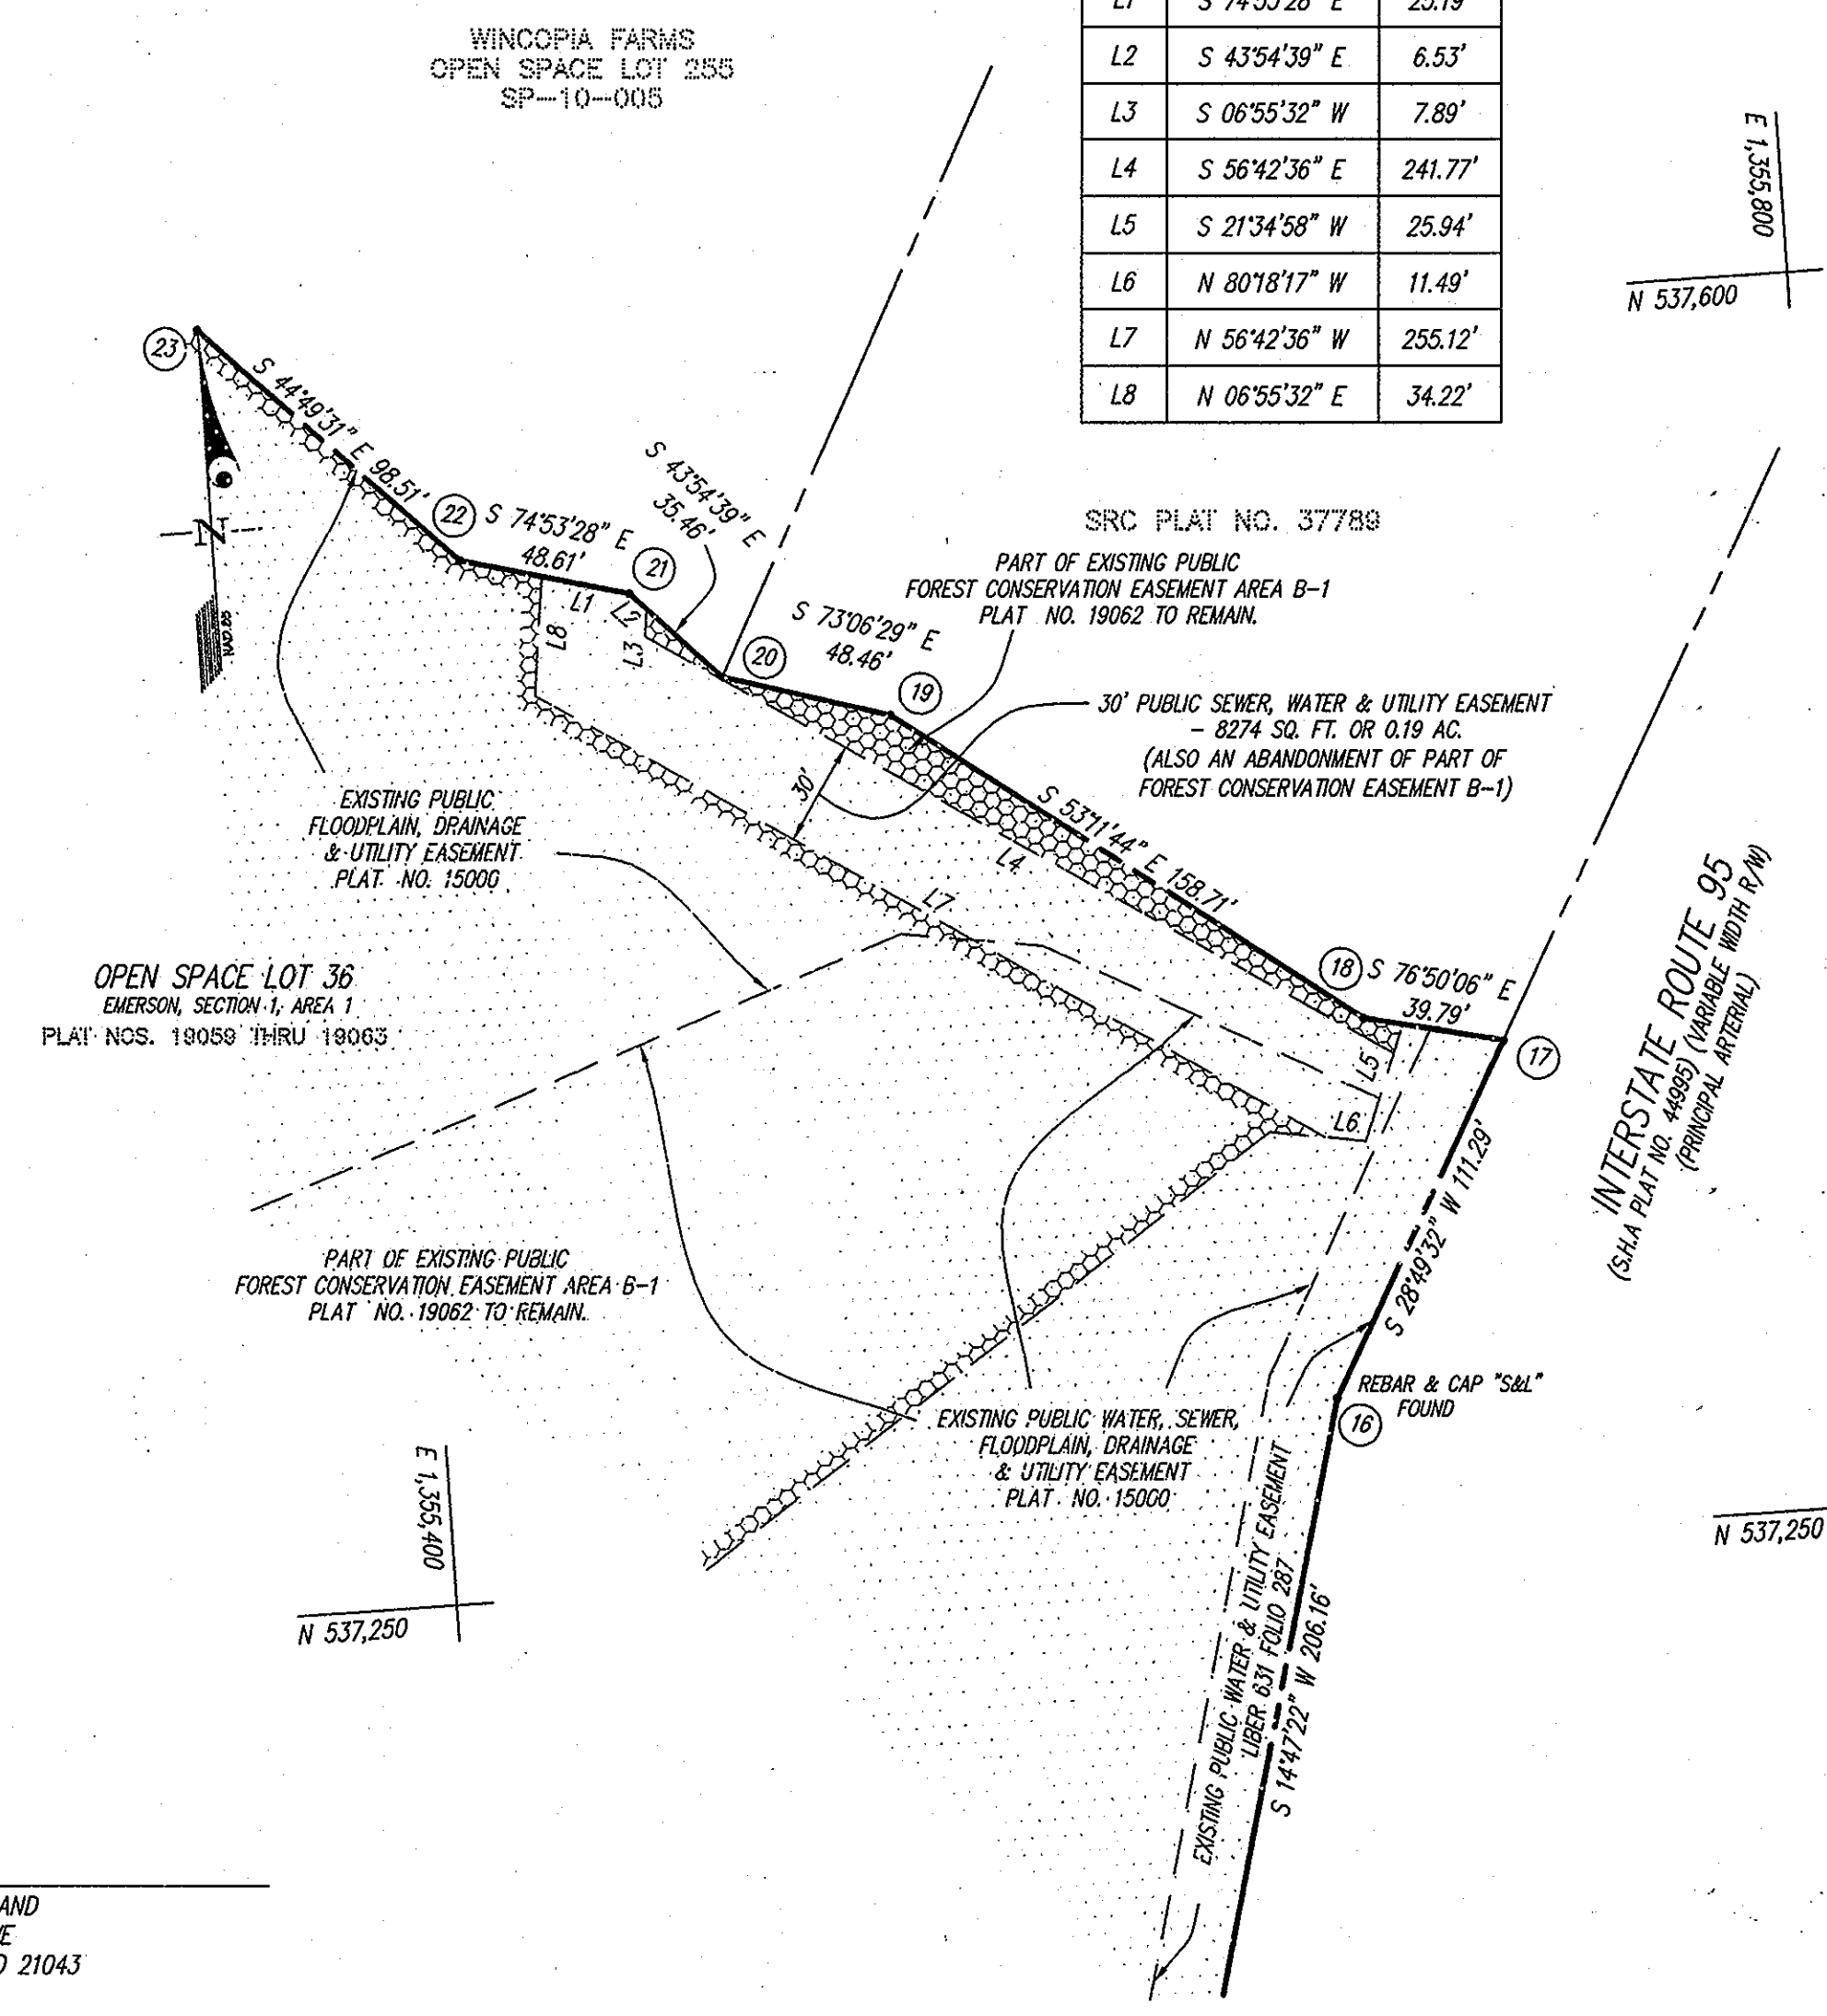 WINCOPIA FARMS
OPEN SPACE LOT 255
SP-10-005
L2 S 43°54'39" E 6.53'
L3 S 06°55'32" W 7.89'
L4 S 56°42'36" E 241.77'
L5 S 21°34'58" W 25.94'
L6 N 80°18'17" W 11.49'
L7 N 56°42'36" W 255.12'
L8 N 06°55'32" E 34.22'
E 1,355,800
N 537,600
23
S 44°49'31" E 98.51'
22
S 74°53'28" E
48.61'
21
S 43°54'39" E
35.46'
N
L1
L2
L3
L8
20
S 73°06'29" E
48.46'
19
SRC PLAT NO. 37789
PART OF EXISTING PUBLIC
FOREST CONSERVATION EASEMENT AREA B-1
PLAT NO. 19062 TO REMAIN.
30' PUBLIC SEWER, WATER & UTILITY EASEMENT
- 8274 SQ. FT. OR 0.19 AC.
(ALSO AN ABANDONMENT OF PART OF
FOREST CONSERVATION EASEMENT B-1)
30'
S 53°11'44" E 158.71'
L4
L7
EXISTING PUBLIC
FLOODPLAIN, DRAINAGE
& UTILITY EASEMENT
PLAT NO. 15000
OPEN SPACE LOT 36
EMERSON, SECTION 1, AREA 1
PLAT NOS. 19059 THRU 19063
18
S 76°50'06" E
39.79'
17
L5
L6
INTERSTATE ROUTE 95
(S.H.A PLAT NO. 44995) (VARIABLE WIDTH R/W)
(PRINCIPAL ARTERIAL)
S 28°49'32" W 111.29'
PART OF EXISTING PUBLIC
FOREST CONSERVATION EASEMENT AREA B-1
PLAT NO. 19062 TO REMAIN.
REBAR & CAP "S&L"
FOUND
16
EXISTING PUBLIC WATER, SEWER,
FLOODPLAIN, DRAINAGE
& UTILITY EASEMENT
PLAT NO. 15000
E 1,355,400
N 537,250
N 537,250
EXISTING PUBLIC WATER & UTILITY EASEMENT
LIBER 631 FOLIO 287
S 14°47'22" W 206.16'
AND
21043